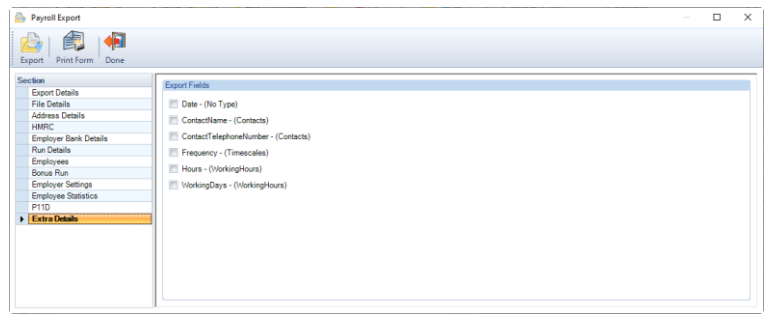 Payroll Export
Export Print Form Done
Section
Export Details
File Details
Address Details
HMRC
Employer Bank Details
Run Details
Employees
Bonus Run
Employer Settings
Employee Statistics
P11D
Extra Details
Export Fields
Date - (No Type)
ContactName - (Contacts)
ContactTelephoneNumber - (Contacts)
Frequency - (Timescales)
Hours - (WorkingHours)
WorkingDays - (WorkingHours)